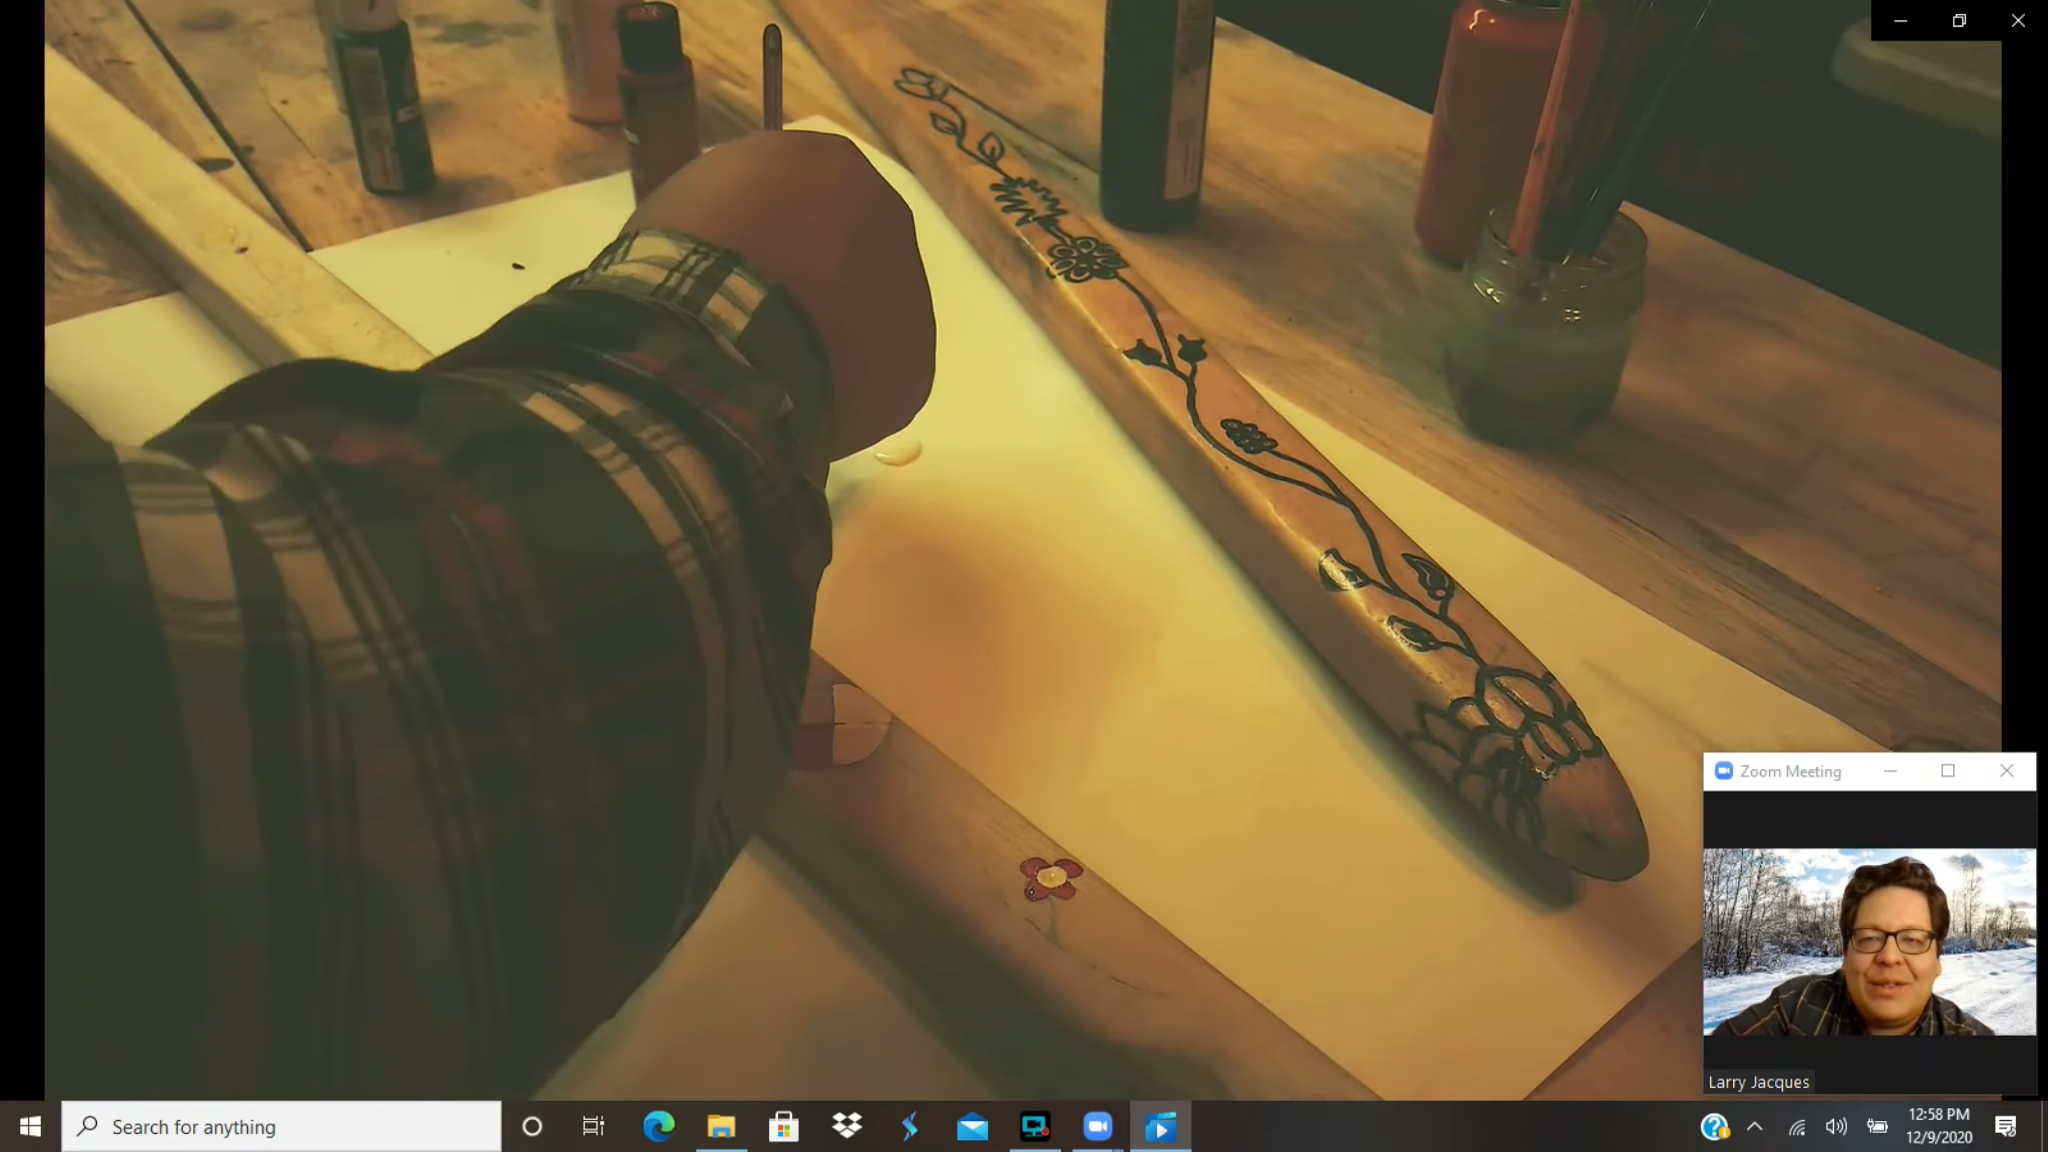 Zoom Meeting
Larry Jacques
Search for anything
12:58 PM
12/9/2020